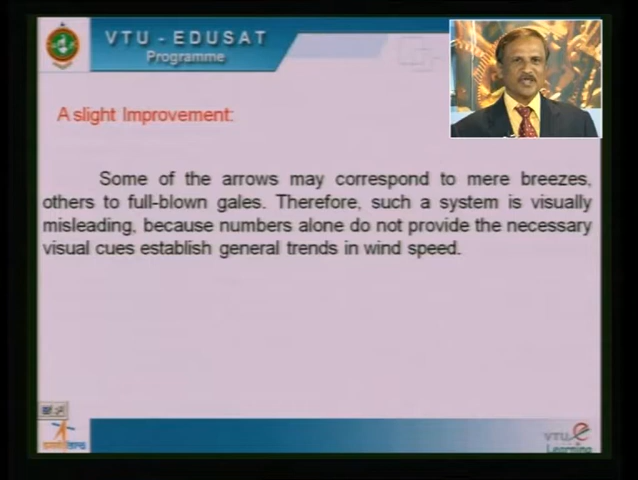 VTU - EDUSAT
Programme
A slight Improvement:
Some of the arrows may correspond to mere breezes,
others to full-blown gales. Therefore, such a system is visually
misleading, because numbers alone do not provide the necessary
visual cues establish general trends in wind speed.
VTU e
Learning